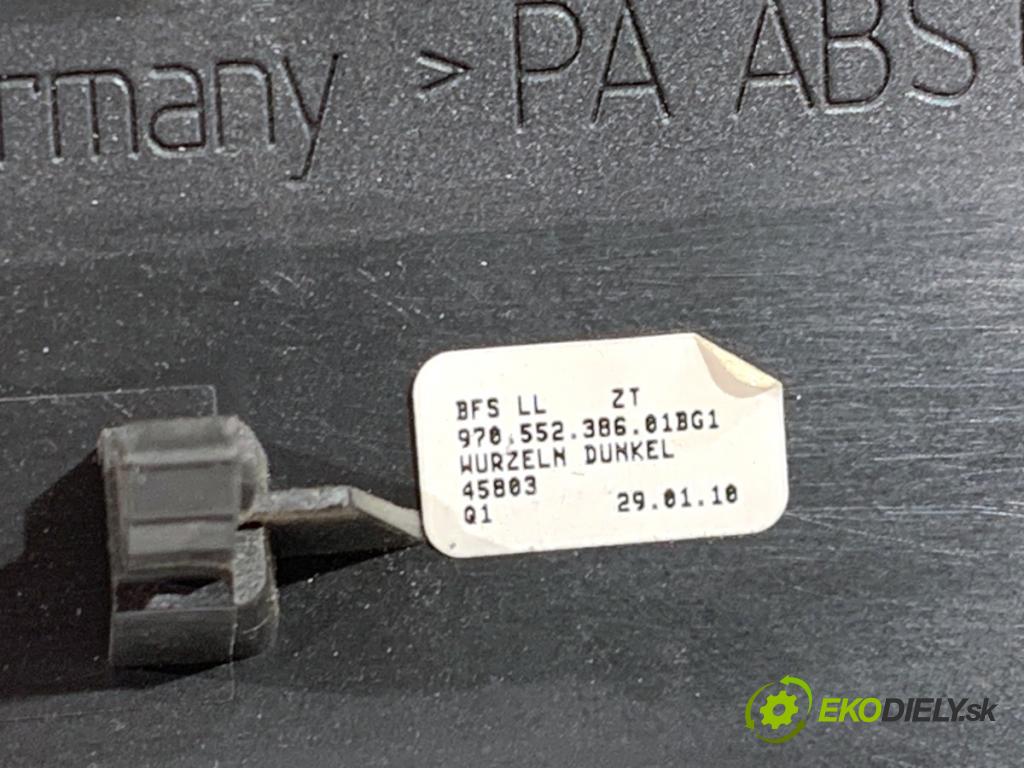 rmany >PA ABS
BFS LL ZT
970.552.386.01BG1
WURZELN DUNKEL
45803
Q1 29.01.10
EKODIELY.sk